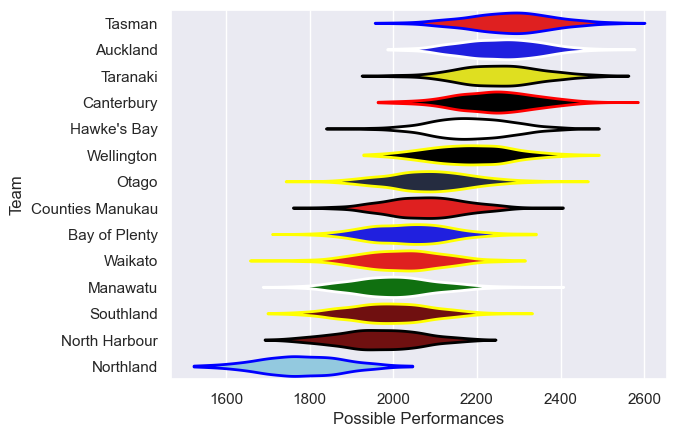 Tasman
Auckland
Taranaki
Canterbury
Hawke's Bay
Wellington
Otago
Counties Manukau
Bay of Plenty
Waikato
Manawatu
Southland
North Harbour
Northland
Team
1600 1800 2000 2200 2400 2600
Possible Performances